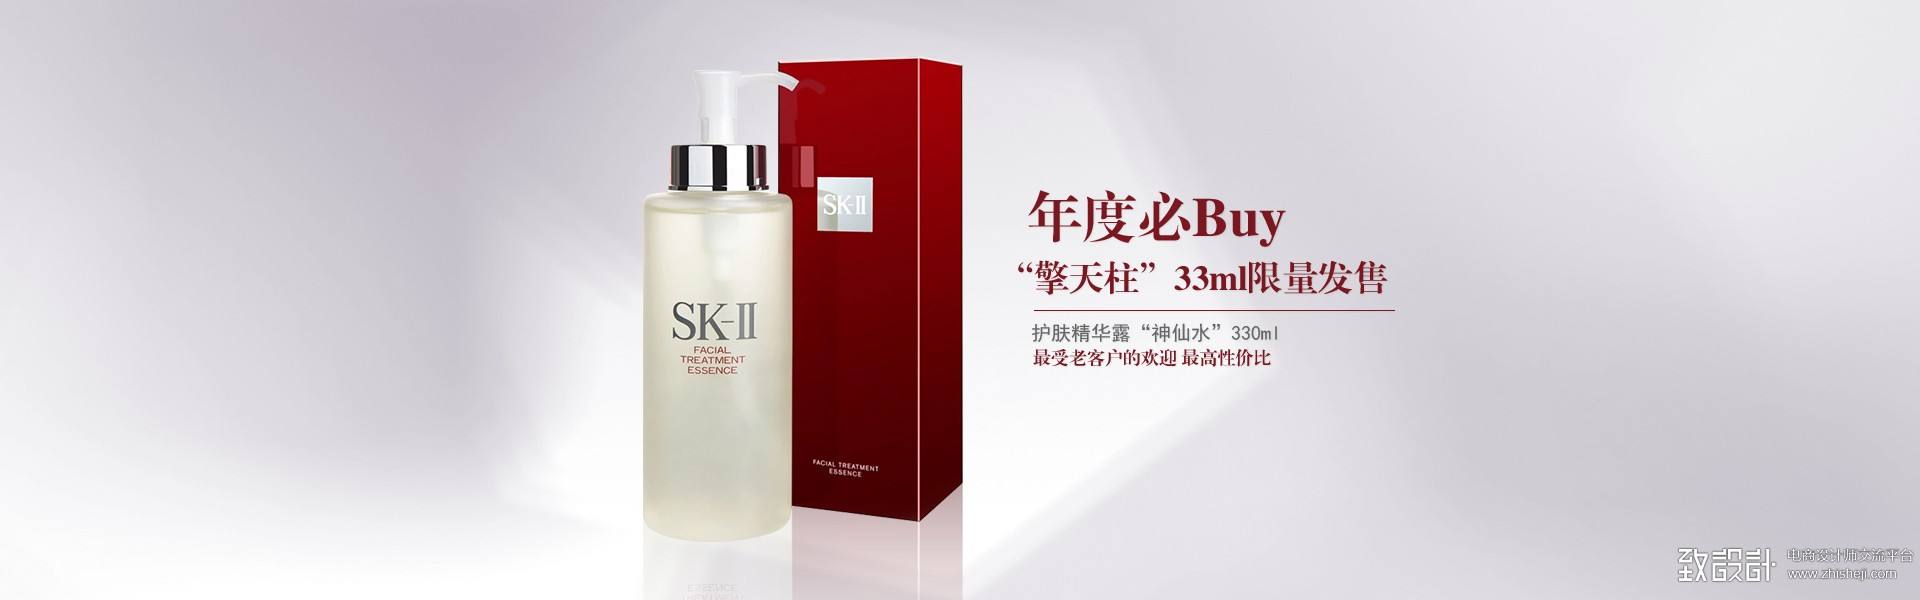 SK-II
FACIAL
TREATMENT
ESSENCE
SK-II
FACIAL TREATMENT
ESSENCE
年度必Buy
“擎天柱”33ml限量发售
护肤精华露“神仙水”330ml
最受老客户的欢迎 最高性价比
致設計
电商设计师交流平台
www.zhisheji.com